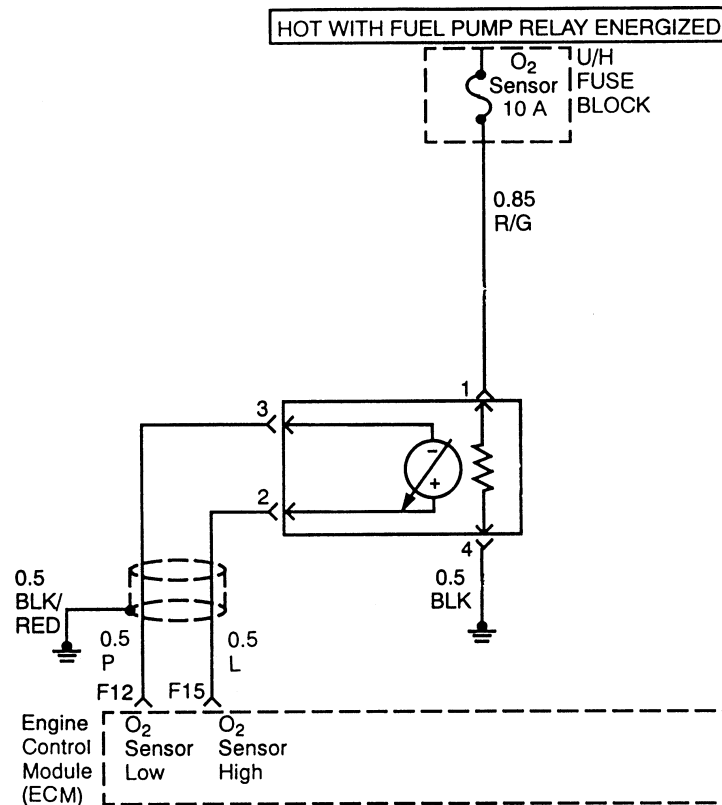 HOT WITH FUEL PUMP RELAY ENERGIZED
O2
Sensor
10 A
U/H
FUSE
BLOCK
0.85
R/G
1
3
−
+
2
4
0.5
BLK/
RED
0.5
BLK
0.5
P
0.5
L
F12
F15
Engine
Control
Module
(ECM)
O2
Sensor
Low
O2
Sensor
High